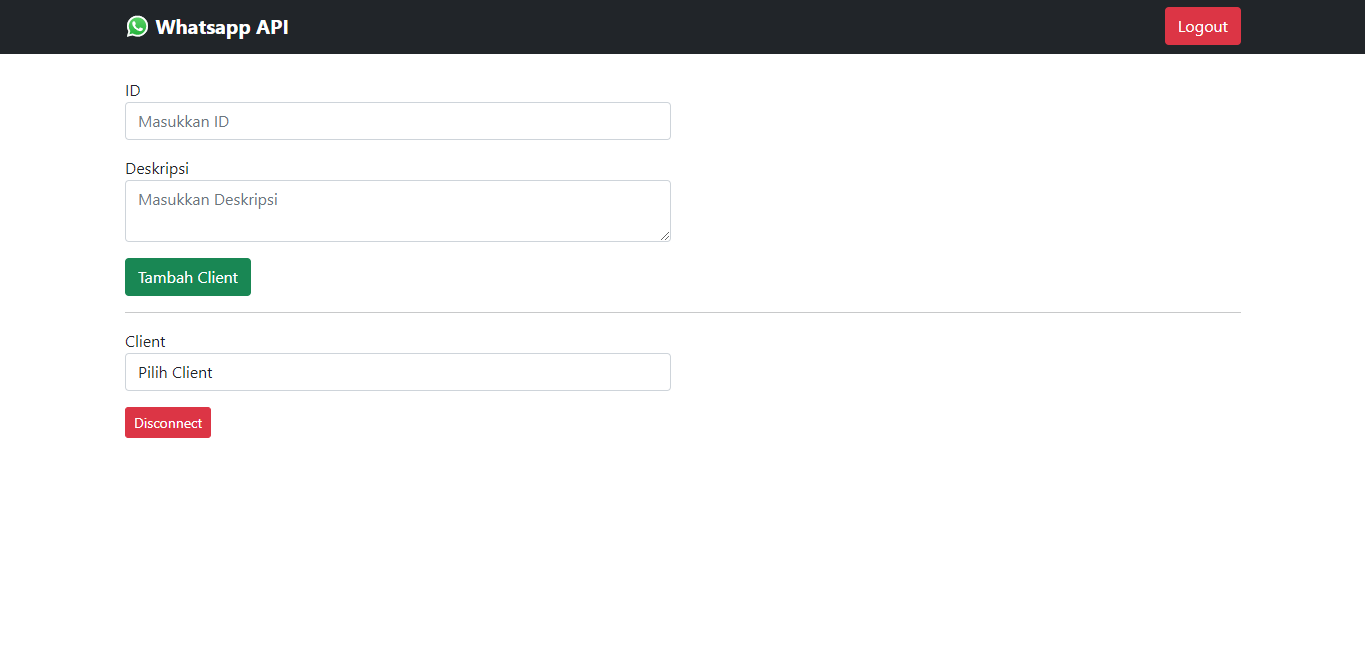 Whatsapp API
Logout
ID
Masukkan ID
Deskripsi
Masukkan Deskripsi
Tambah Client
Client
Pilih Client
Disconnect